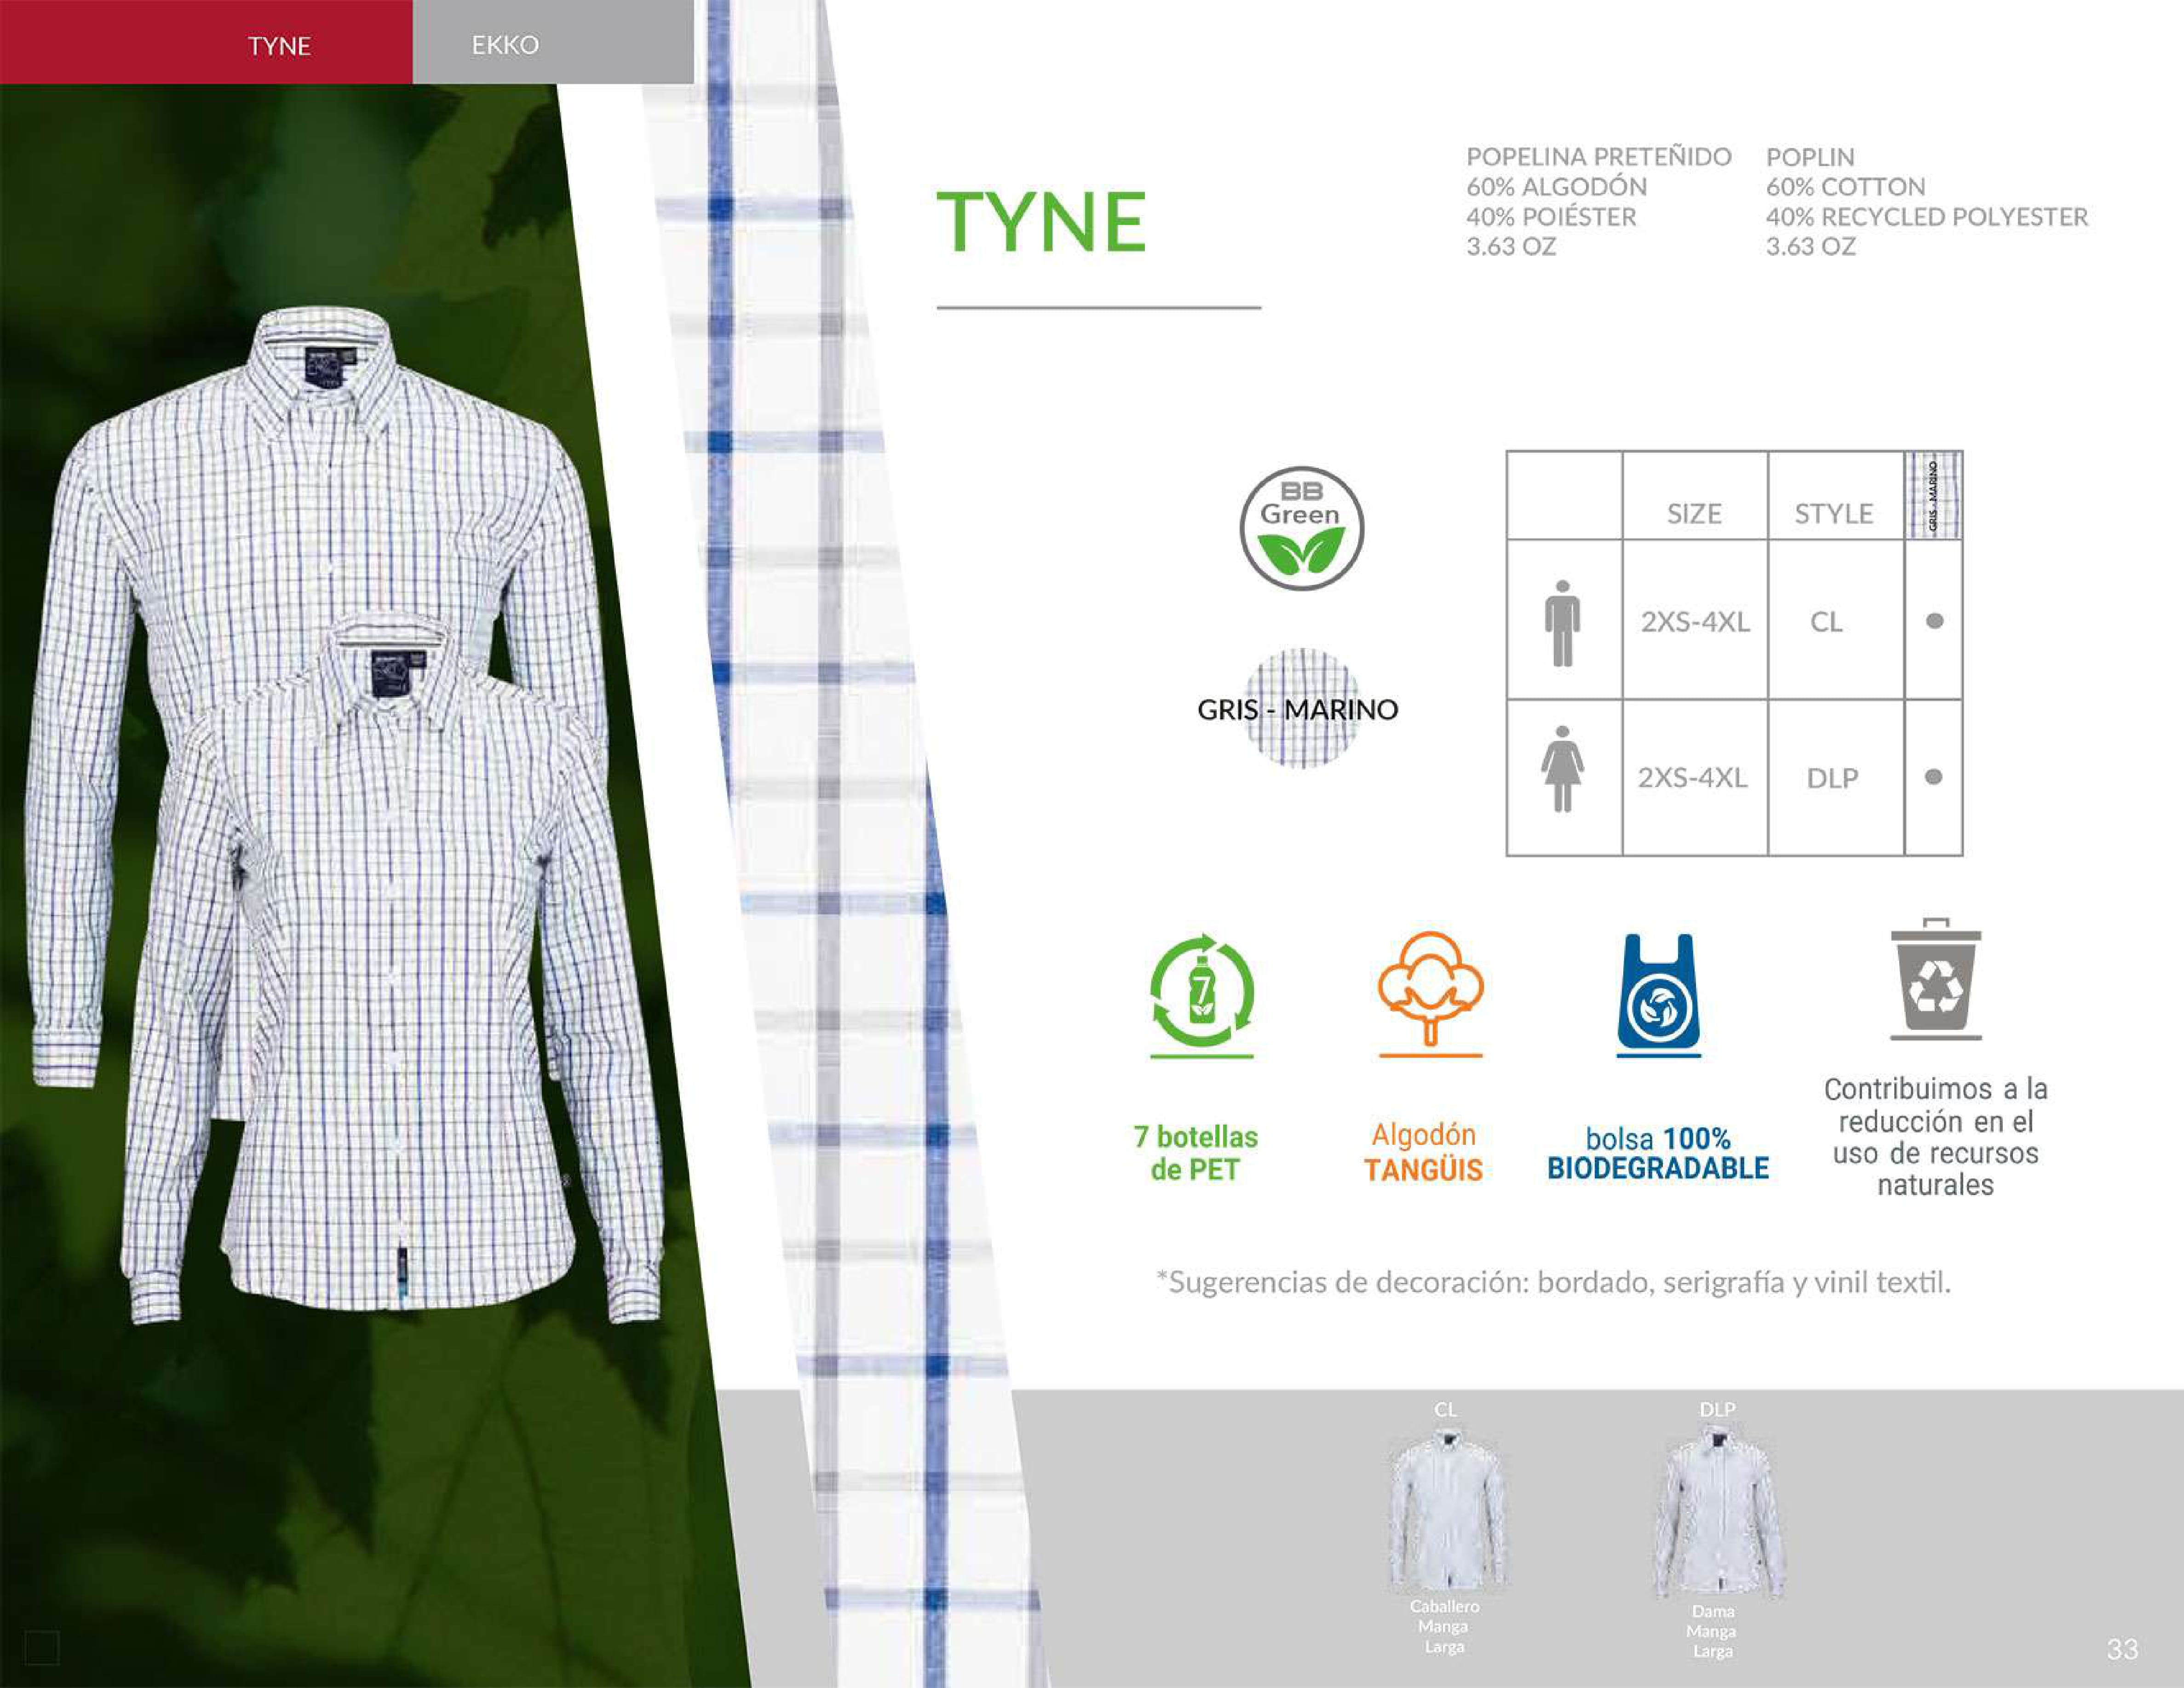 TYNE
EKKO
TYNE
POPELINA PRETEÑIDO
60% ALGODÓN
40% POIÉSTER
3.63 OZ
POPLIN
60% COTTON
40% RECYCLED POLYESTER
3.63 OZ
BB
Green
GRIS - MARINO
SIZE
STYLE
GRIS - MARINO
2XS-4XL
CL
2XS-4XL
DLP
7
7 botellas
de PET
Algodón
TANGÜIS
bolsa 100%
BIODEGRADABLE
Contribuimos a la
reducción en el
uso de recursos
naturales
*Sugerencias de decoración: bordado, serigrafía y vinil textil.
CL
Caballero
Manga
Larga
DLP
Dama
Manga
Larga
33